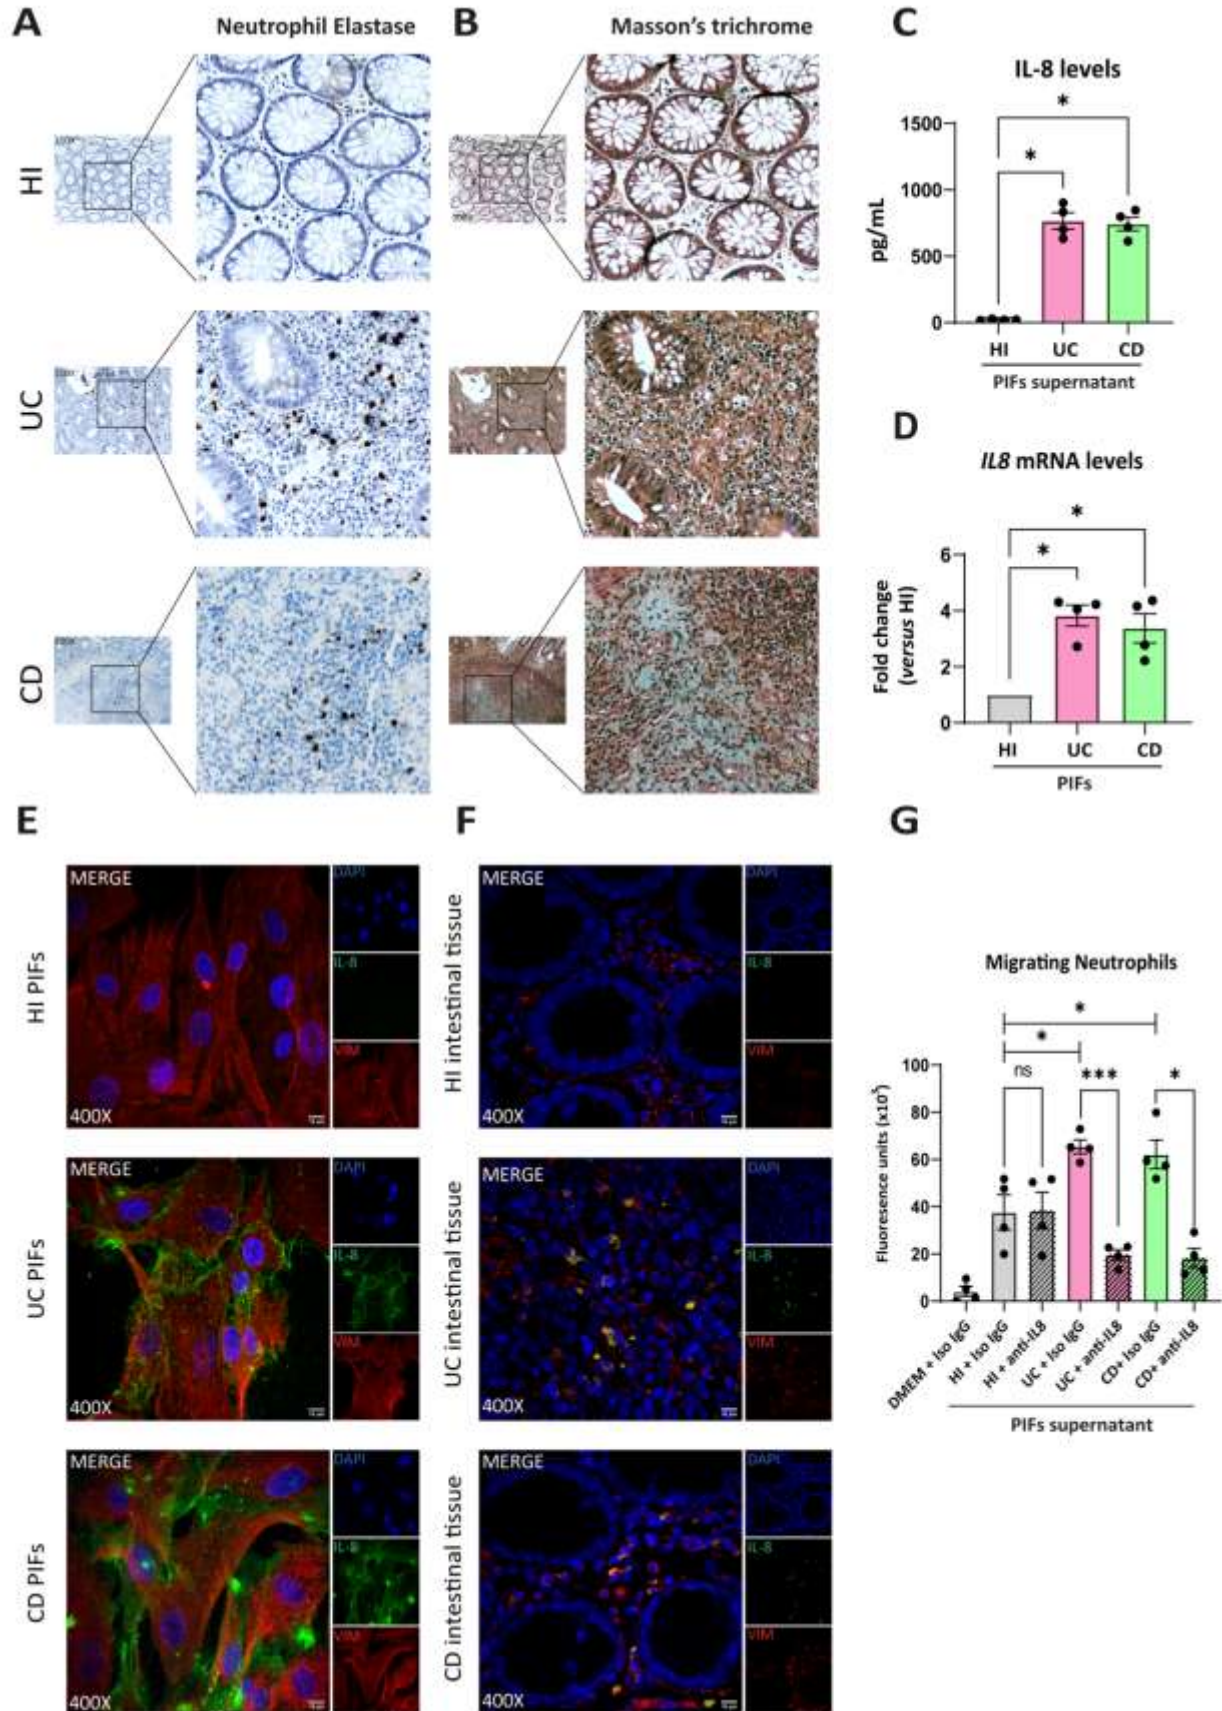 A
Neutrophil Elastase
B
Masson's trichrome
HI
UC
CD
C
IL-8 levels
*
*
pg/mL
1500
1000
500
0
HI UC CD
PIFs supernatant
D
IL8 mRNA levels
*
*
Fold change
(versus HI)
6
4
2
0
HI UC CD
PIFs
E
HI PIFs
MERGE
400X
DAPI
IL-8
VIM
UC PIFs
MERGE
400X
DAPI
IL-8
VIM
CD PIFs
MERGE
400X
DAPI
IL-8
VIM
F
HI intestinal tissue
MERGE
400X
DAPI
IL-8
VIM
UC intestinal tissue
MERGE
400X
DAPI
IL-8
VIM
CD intestinal tissue
MERGE
400X
DAPI
IL-8
VIM
G
Migrating Neutrophils
*
*
ns
***
*
Fluoresence units (x10³)
100
80
60
40
20
0
DMEM + Iso IgG
HI + Iso IgG
HI + anti-IL8
UC + Iso IgG
UC + anti-IL8
CD+ Iso IgG
CD+ anti-IL8
PIFs supernatant